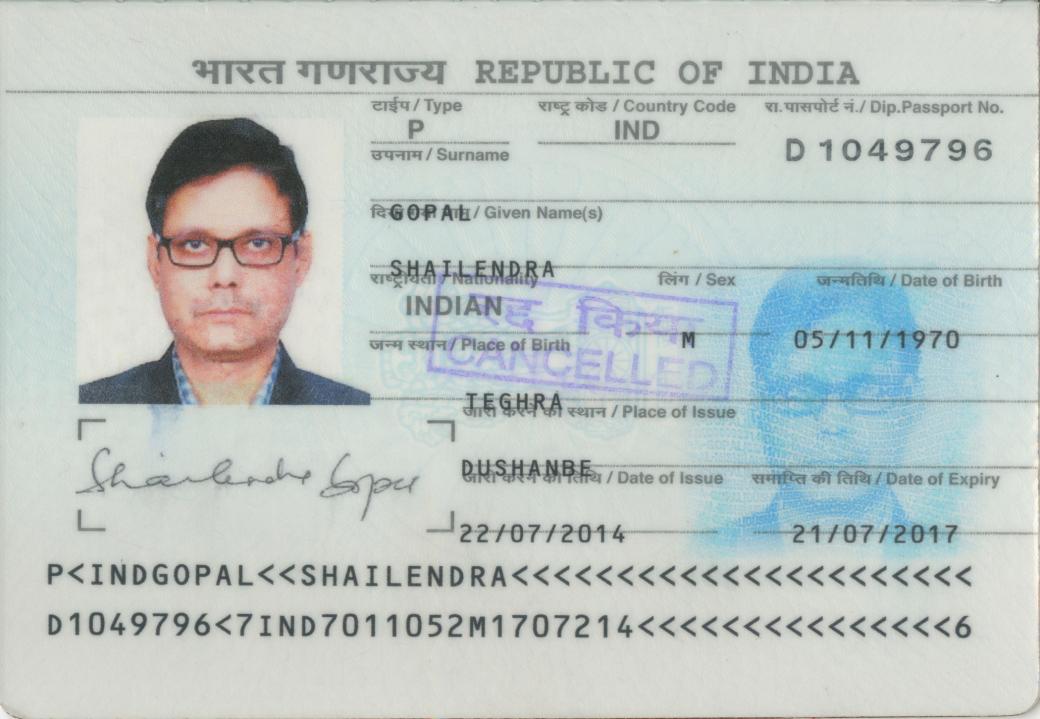 भारत गणराज्य REPUBLIC OF INDIA
टाईप / Type राष्ट्र कोड / Country Code रा.पासपोर्ट नं. / Dip.Passport No.
P IND D 1049796
उपनाम / Surname
GOPAL / Given Name(s)
SHAILENDRA
राष्ट्रीयता / Nationality लिंग / Sex जन्मतिथि / Date of Birth
INDIAN
रद्द किया
जन्म स्थान / Place of Birth M 05/11/1970
CANCELLED
TEGHRA
जारी करने का स्थान / Place of Issue
Shailendra Gopal
DUSHANBE
जारी करने की तिथि / Date of Issue समाप्ति की तिथि / Date of Expiry
22/07/2014 21/07/2017
P<INDGOPAL<<SHAILENDRA<<<<<<<<<<<<<<<<<<<<<<
D1049796<7IND7011052M1707214<<<<<<<<<<<<<<<6